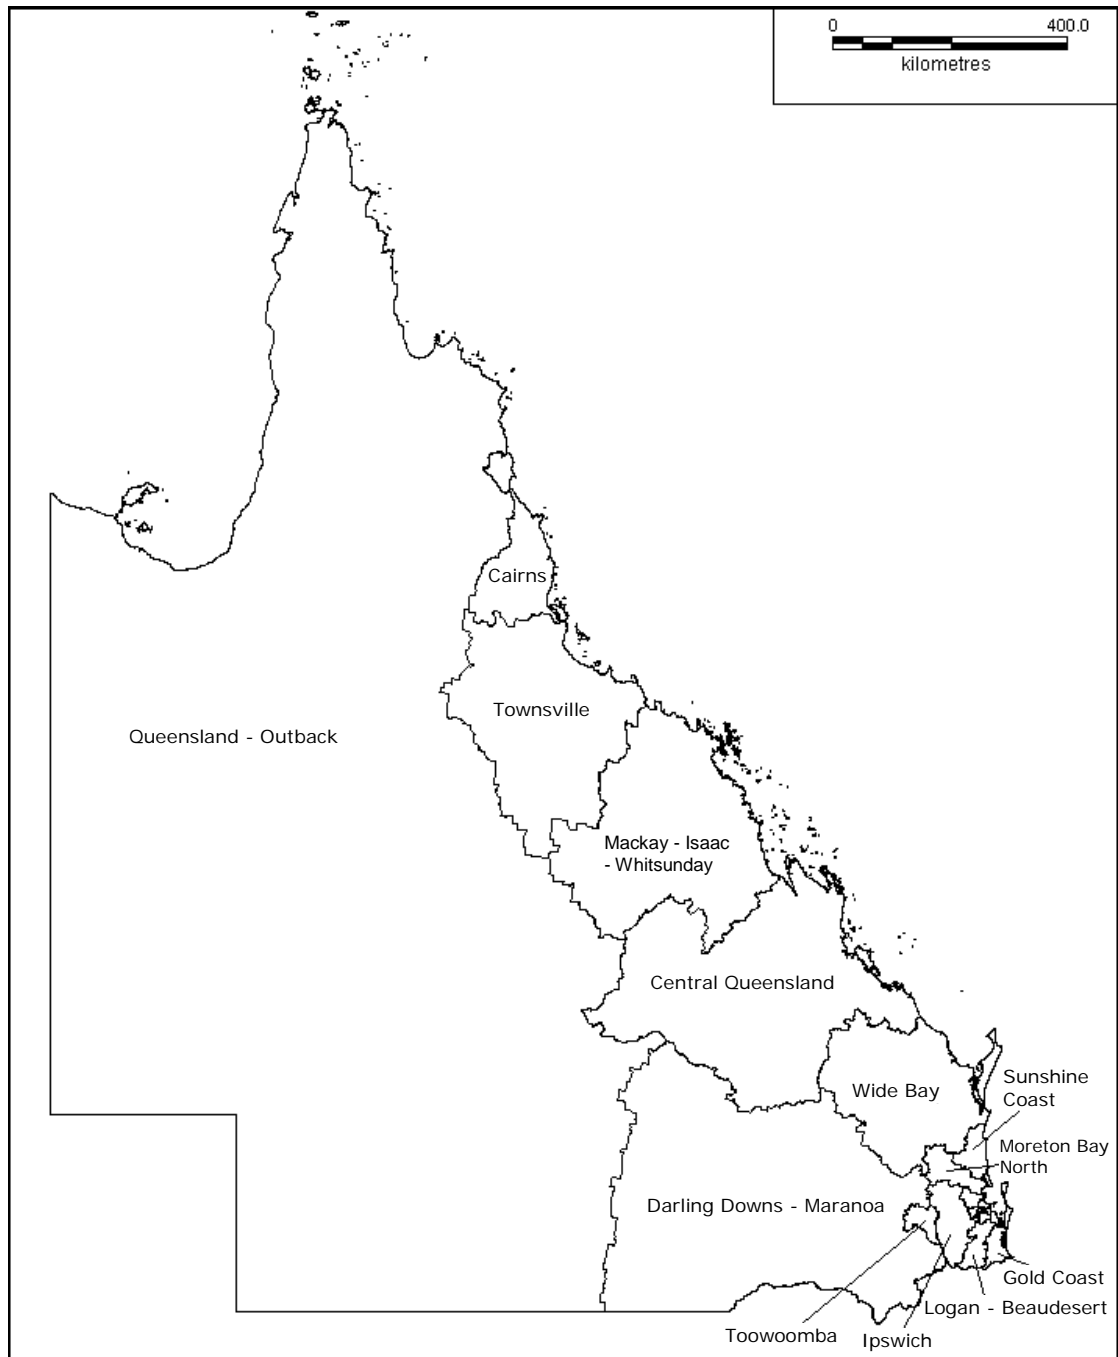 0 400.0
kilometres
Cairns
Townsville
Queensland - Outback
Mackay - Isaac
- Whitsunday
Central Queensland
Sunshine
Coast
Wide Bay
Moreton Bay
North
Darling Downs - Maranoa
Gold Coast
Logan - Beaudesert
Toowoomba
Ipswich